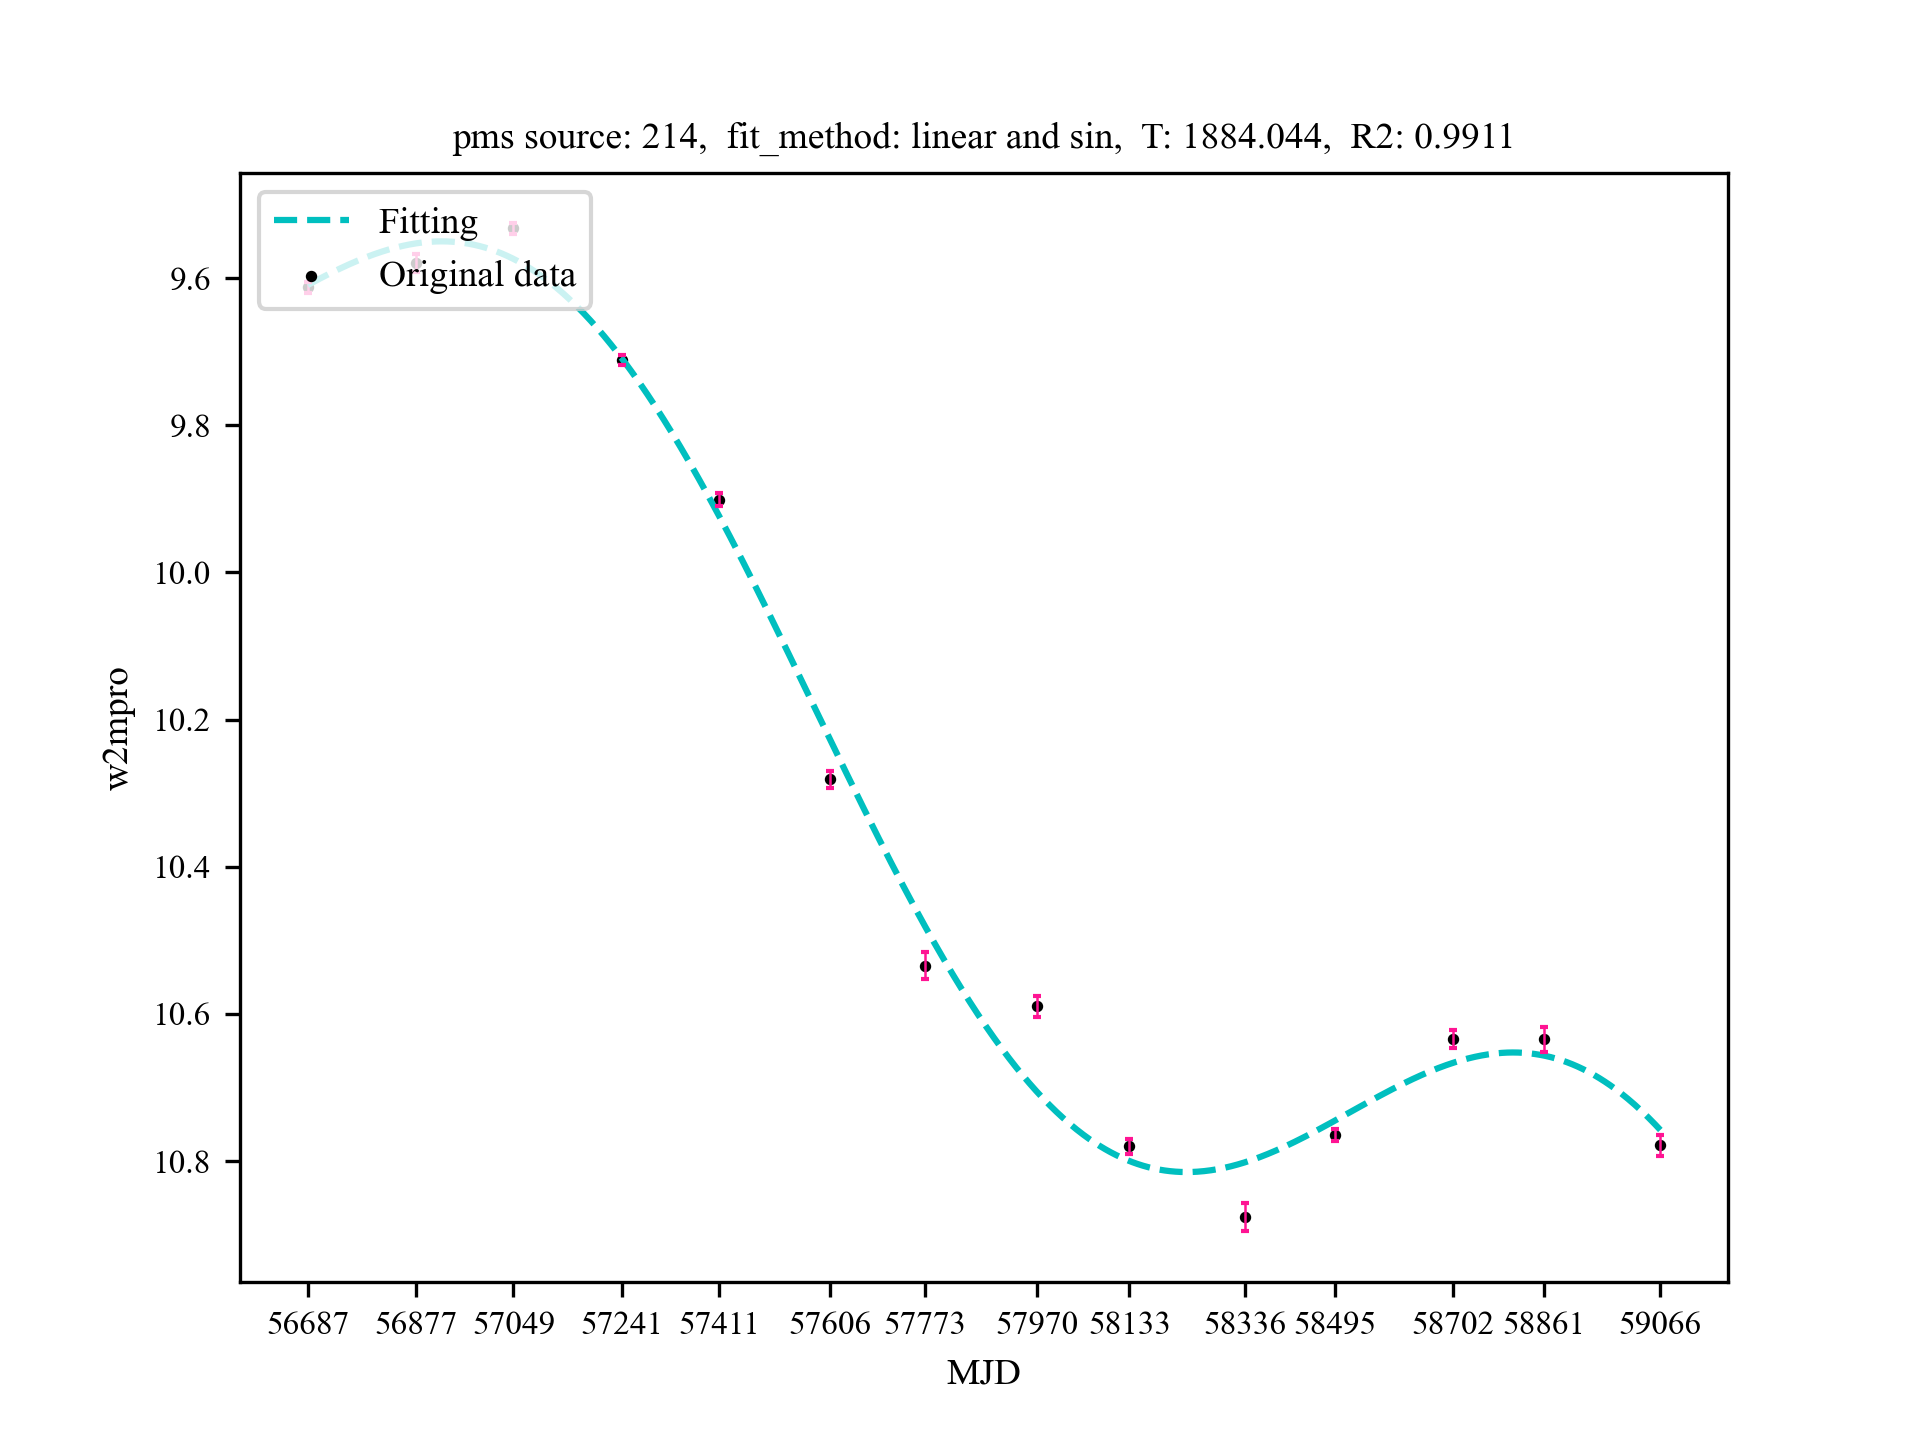 pms source: 214,  fit_method: linear and sin,  T: 1884.044,  R2: 0.9911
Fitting
Original data
9.6
9.8
10.0
10.2
10.4
10.6
10.8
w2mpro
56687 56877 57049 57241 57411 57606 57773 57970 58133 58336 58495 58702 58861 59066
MJD